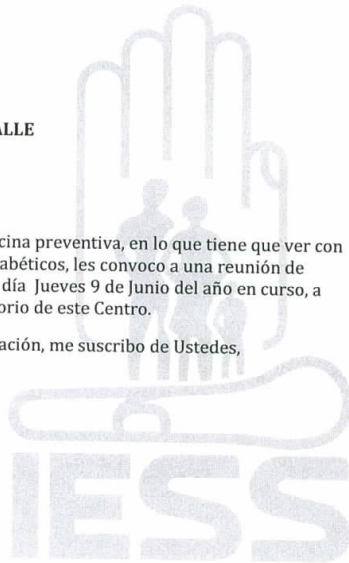 ALLE
cina preventiva, en lo que tiene que ver con
abéticos, les convoco a una reunión de
día Jueves 9 de Junio del año en curso, a
orio de este Centro.
ación, me suscribo de Ustedes,
IESS